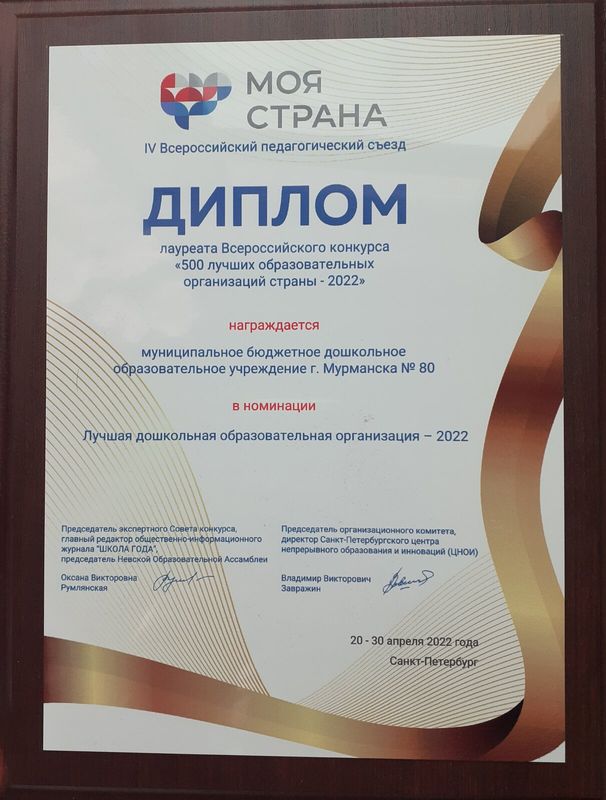 МОЯ
СТРАНА
IV Всероссийский педагогический съезд
ДИПЛОМ
лауреата Всероссийского конкурса
«500 лучших образовательных
организаций страны - 2022»
награждается
муниципальное бюджетное дошкольное
образовательное учреждение г. Мурманска № 80
в номинации
Лучшая дошкольная образовательная организация – 2022
Председатель экспертного Совета конкурса,
главный редактор общественно-информационного
журнала "ШКОЛА ГОДА",
председатель Невской Образовательной Ассамблеи
Оксана Викторовна
Румлянская
Председатель организационного комитета,
директор Санкт-Петербургского центра
непрерывного образования и инноваций (ЦНОИ)
Владимир Викторович
Завражин
20 - 30 апреля 2022 года
Санкт-Петербург